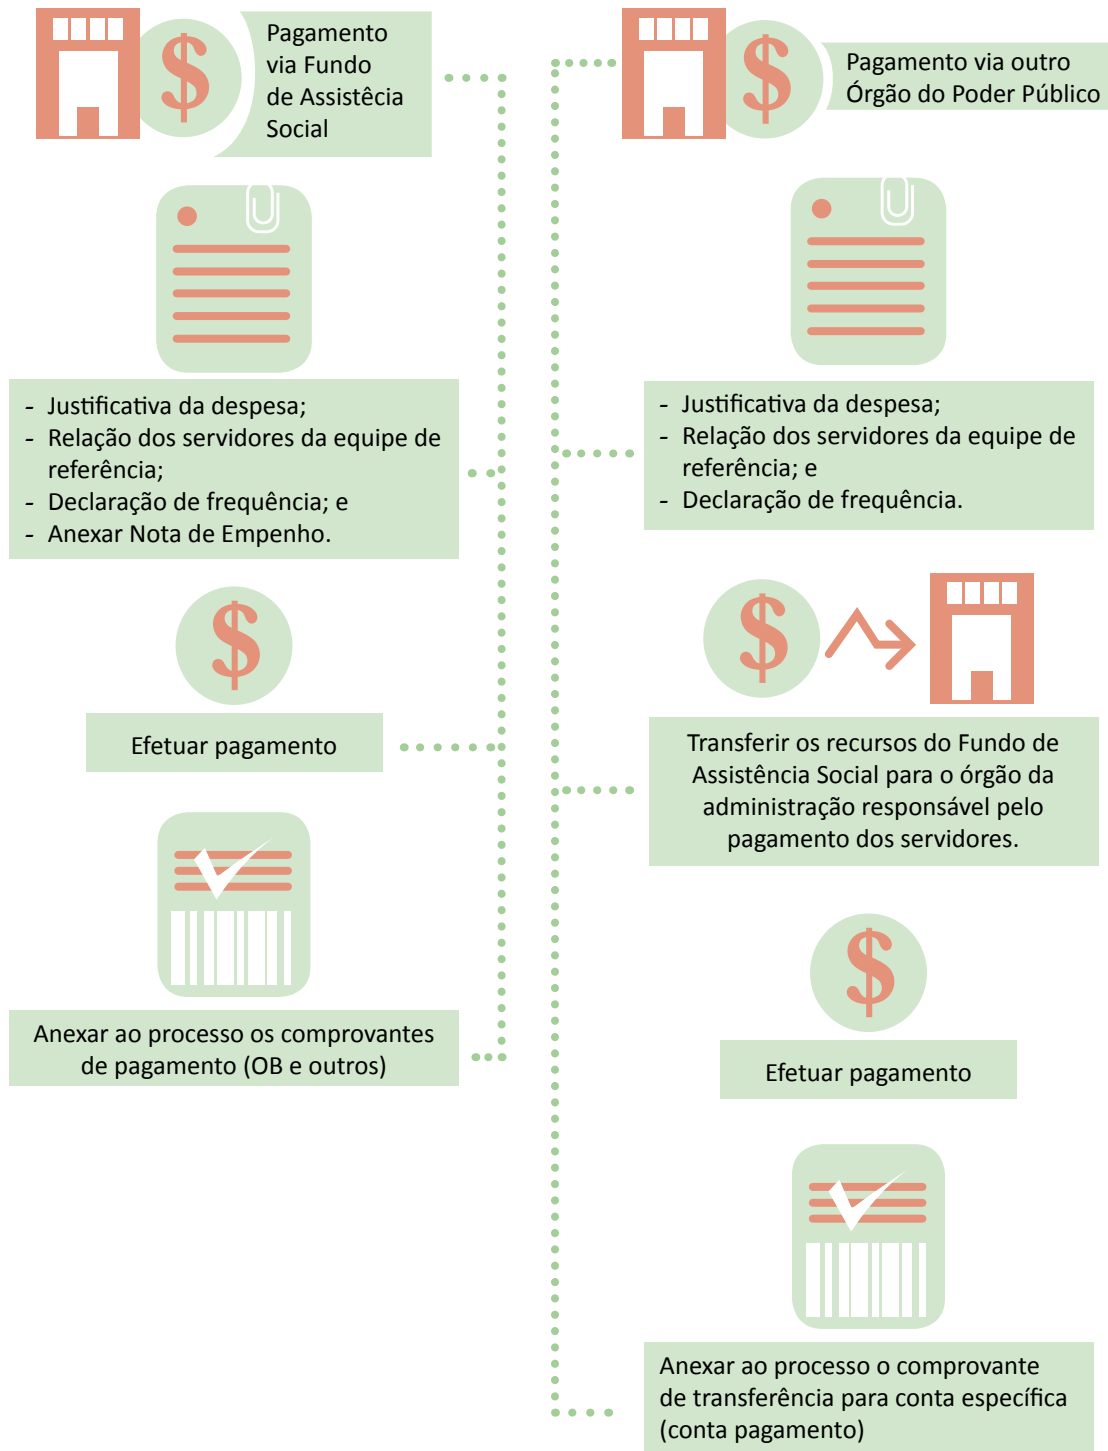 Pagamento
via Fundo
de Assistêcia
Social
- Justificativa da despesa;
- Relação dos servidores da equipe de
referência;
- Declaração de frequência; e
- Anexar Nota de Empenho.
Efetuar pagamento
Anexar ao processo os comprovantes
de pagamento (OB e outros)
Pagamento via outro
Órgão do Poder Público
- Justificativa da despesa;
- Relação dos servidores da equipe de
referência; e
- Declaração de frequência.
Transferir os recursos do Fundo de
Assistência Social para o órgão da
administração responsável pelo
pagamento dos servidores.
Efetuar pagamento
Anexar ao processo o comprovante
de transferência para conta específica
(conta pagamento)